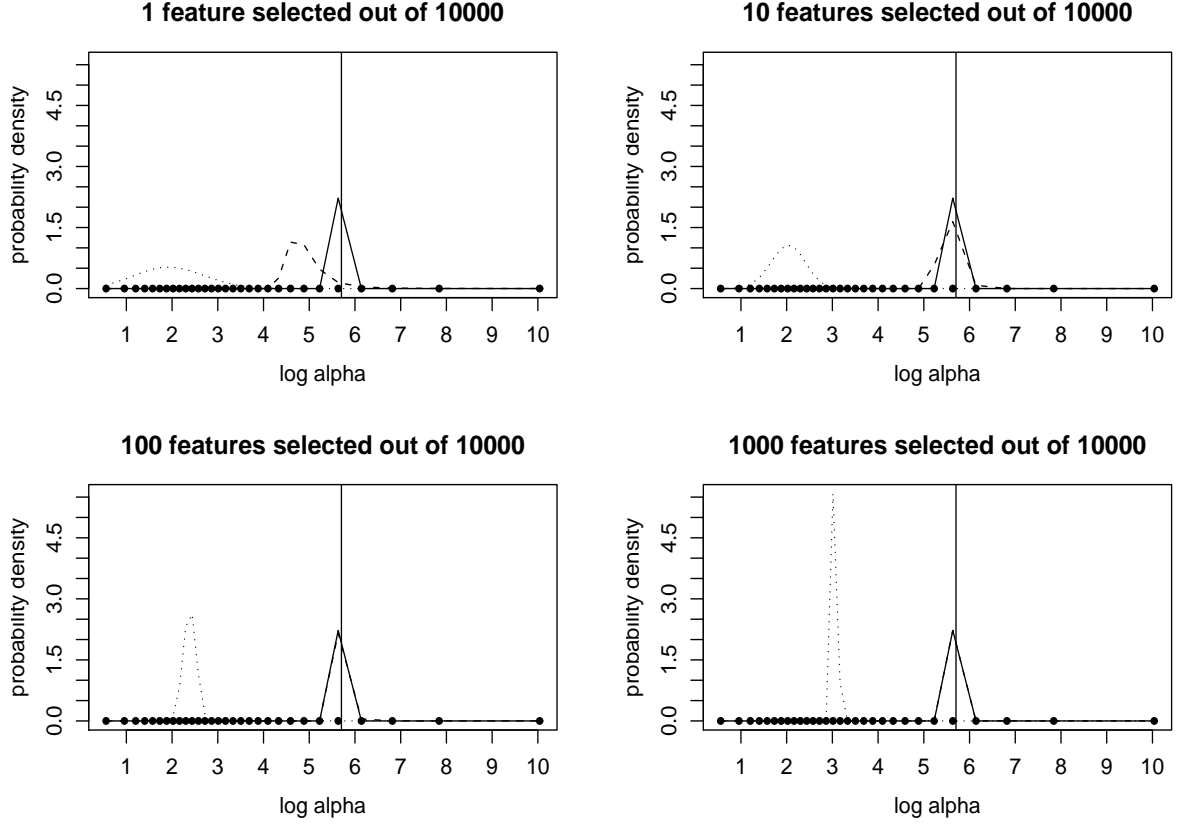 1 feature selected out of 10000
probability density
0.0 1.5 3.0 4.5
1 2 3 4 5 6 7 8 9 10
log alpha
10 features selected out of 10000
probability density
0.0 1.5 3.0 4.5
1 2 3 4 5 6 7 8 9 10
log alpha
100 features selected out of 10000
probability density
0.0 1.5 3.0 4.5
1 2 3 4 5 6 7 8 9 10
log alpha
1000 features selected out of 10000
probability density
0.0 1.5 3.0 4.5
1 2 3 4 5 6 7 8 9 10
log alpha